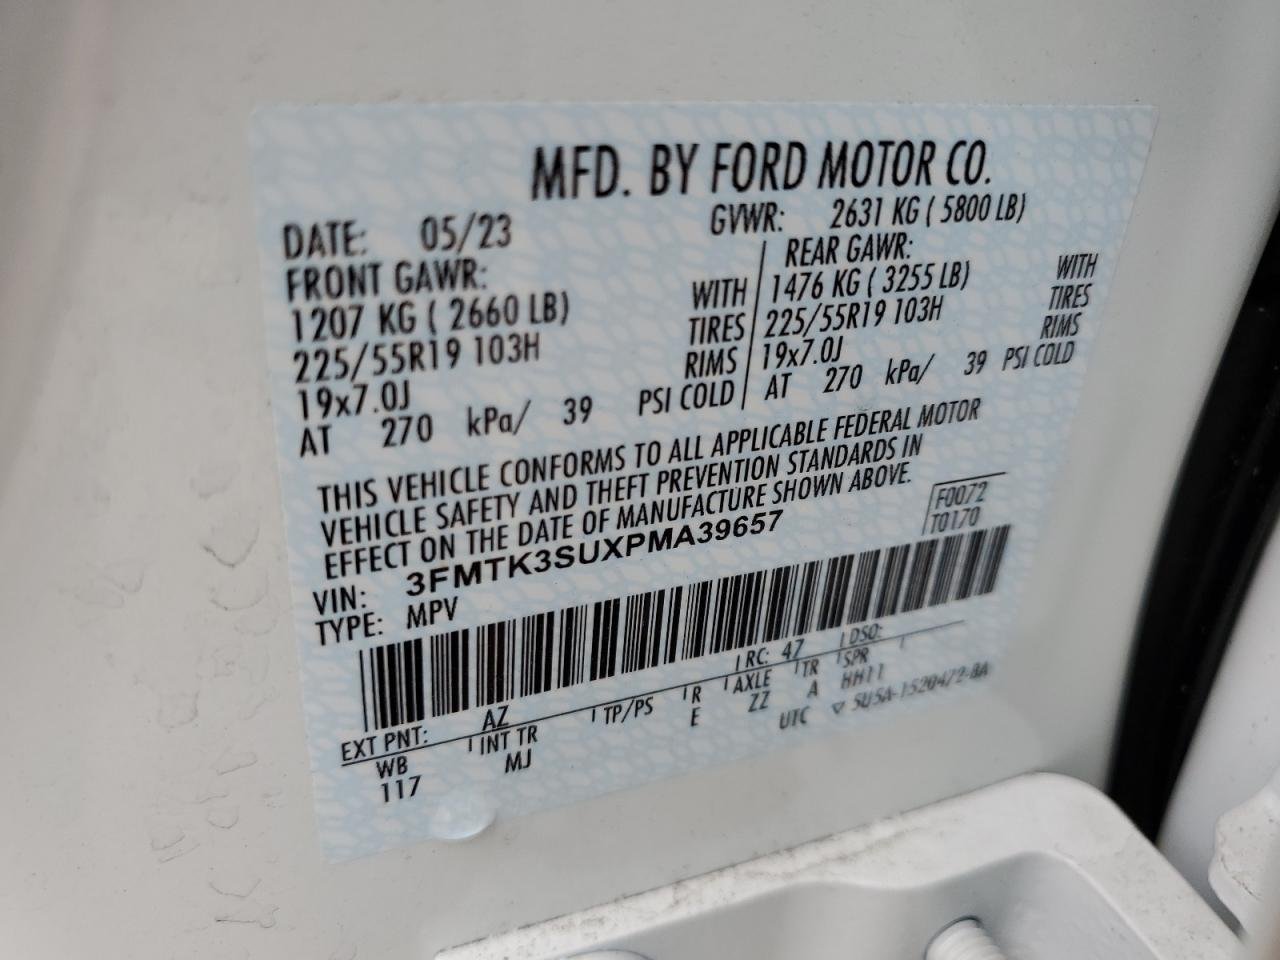 MFD. BY FORD MOTOR CO.
DATE: 05/23 GVWR: 2631 KG ( 5800 LB)
FRONT GAWR: REAR GAWR:
1207 KG ( 2660 LB) WITH 1476 KG ( 3255 LB) WITH
225/55R19 103H TIRES 225/55R19 103H TIRES
19x7.0J RIMS 19x7.0J RIMS
AT 270 kPa/ 39 PSI COLD AT 270 kPa/ 39 PSI COLD
THIS VEHICLE CONFORMS TO ALL APPLICABLE FEDERAL MOTOR
VEHICLE SAFETY AND THEFT PREVENTION STANDARDS IN
EFFECT ON THE DATE OF MANUFACTURE SHOWN ABOVE.
F0072
T0170
VIN: 3FMTK3SUXPMA39657
TYPE: MPV
EXT PNT: AZ RC: 47 DSO:
WB INT TR TP/PS R AXLE TR SPR
117 MJ E ZZ A HH11
UTC ▽ 5U5A-1520472-BA